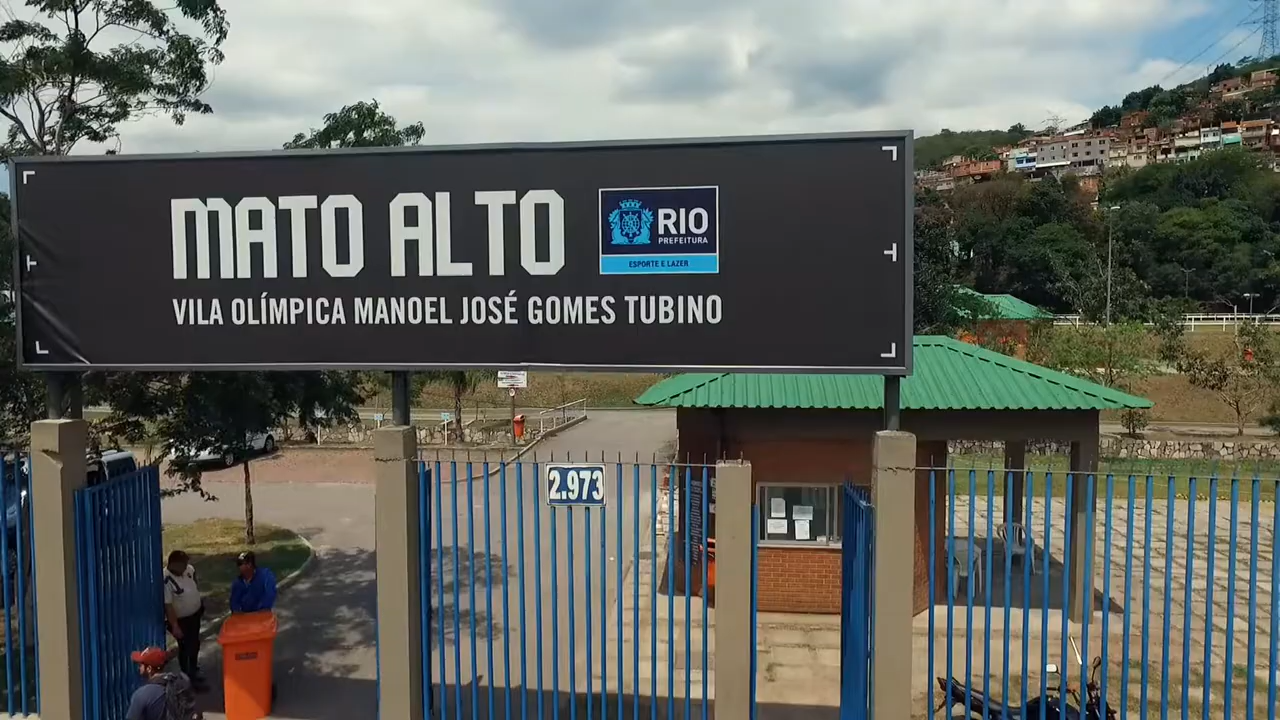 MATO ALTO
RIO
PREFEITURA
ESPORTE E LAZER
VILA OLÍMPICA MANOEL JOSÉ GOMES TUBINO
2.973